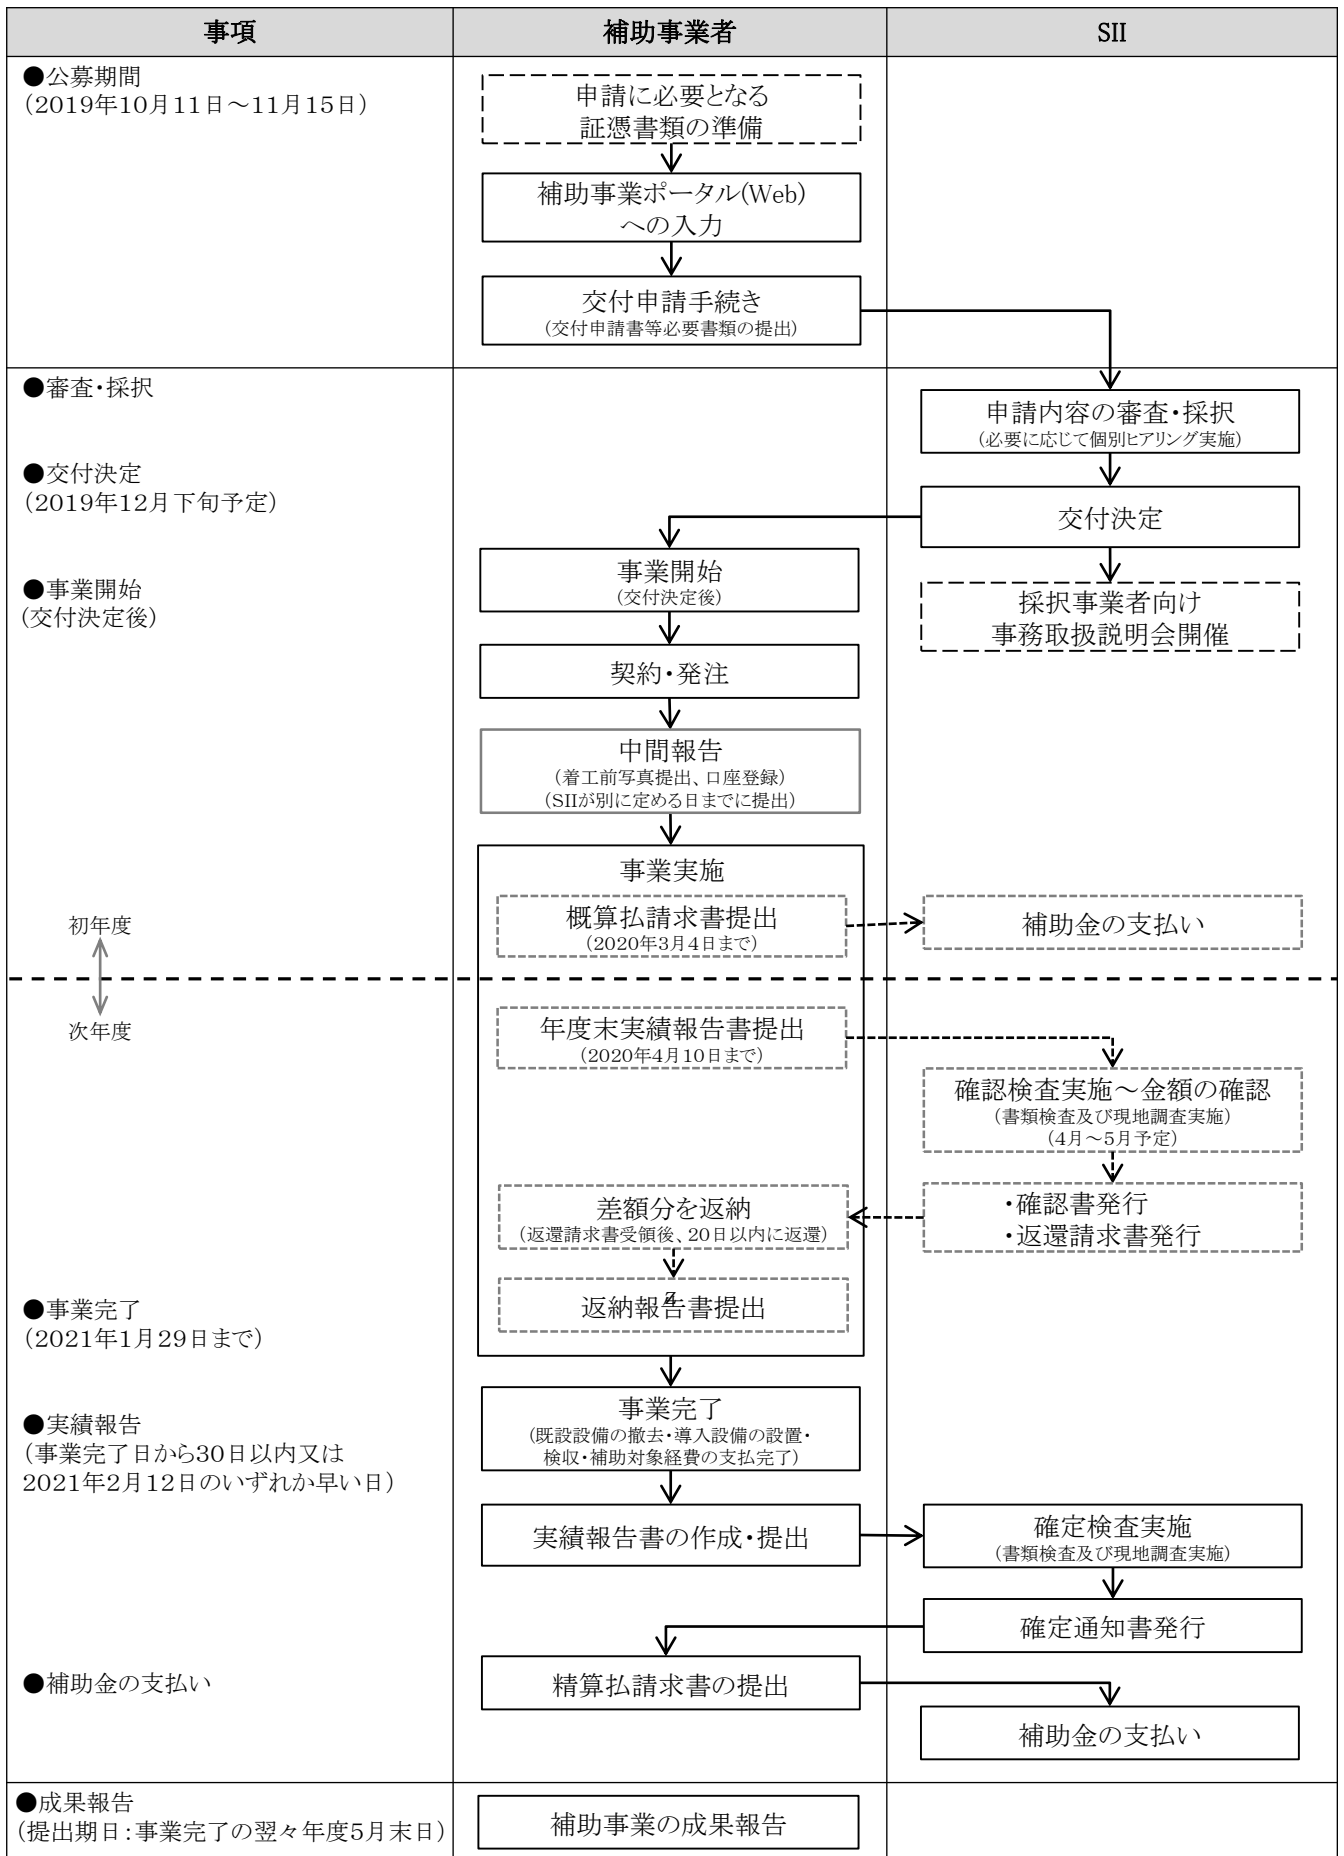 事項
補助事業者
SII
●公募期間
(2019年10月11日～11月15日)
申請に必要となる
証憑書類の準備
補助事業ポータル(Web)
への入力
交付申請手続き
(交付申請書等必要書類の提出)
●審査・採択
申請内容の審査・採択
(必要に応じて個別ヒアリング実施)
●交付決定
(2019年12月下旬予定)
交付決定
●事業開始
(交付決定後)
事業開始
(交付決定後)
採択事業者向け
事務取扱説明会開催
契約・発注
中間報告
(着工前写真提出、口座登録)
(SIIが別に定める日までに提出)
事業実施
初年度
概算払請求書提出
(2020年3月4日まで)
補助金の支払い
次年度
年度末実績報告書提出
(2020年4月10日まで)
確認検査実施～金額の確認
(書類検査及び現地調査実施)
(4月～5月予定)
差額分を返納
(返還請求書受領後、20日以内に返還)
・確認書発行
・返還請求書発行
返納報告書提出
●事業完了
(2021年1月29日まで)
事業完了
(既設設備の撤去・導入設備の設置・
検収・補助対象経費の支払完了)
●実績報告
(事業完了日から30日以内又は
2021年2月12日のいずれか早い日)
実績報告書の作成・提出
確定検査実施
(書類検査及び現地調査実施)
確定通知書発行
●補助金の支払い
精算払請求書の提出
補助金の支払い
●成果報告
(提出期日：事業完了の翌々年度5月末日)
補助事業の成果報告